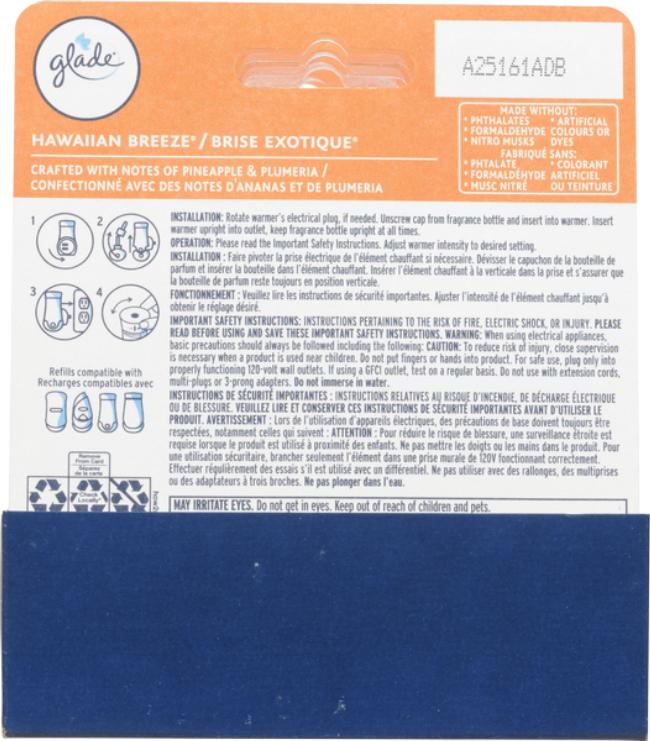 glade
A25161ADB
HAWAIIAN BREEZE® / BRISE EXOTIQUE®
CRAFTED WITH NOTES OF PINEAPPLE & PLUMERIA /
CONFECTIONNÉ AVEC DES NOTES D'ANANAS ET DE PLUMERIA
MADE WITHOUT:
• PHTHALATES • ARTIFICIAL
• FORMALDEHYDE COLOURS OR
• NITRO MUSKS DYES
FABRIQUÉ SANS:
• PHTALATE • COLORANT
• FORMALDÉHYDE ARTIFICIEL
• MUSC NITRÉ OU TEINTURE
1 2
3 4
Refills compatible with
Recharges compatibles avec
Remove
From Card
Séparez
de la carte
Check
Locally*
INSTALLATION: Rotate warmer's electrical plug, if needed. Unscrew cap from fragrance bottle and insert into warmer. Insert
warmer upright into outlet, keep fragrance bottle upright at all times.
OPERATION: Please read the Important Safety Instructions. Adjust warmer intensity to desired setting.
INSTALLATION : Faire pivoter la prise électrique de l'élément chauffant si nécessaire. Dévisser le capuchon de la bouteille de
parfum et insérer la bouteille dans l'élément chauffant. Insérer l'élément chauffant à la verticale dans la prise et s'assurer que
la bouteille de parfum reste toujours en position verticale.
FONCTIONNEMENT : Veuillez lire les instructions de sécurité importantes. Ajuster l'intensité de l'élément chauffant jusqu'à
obtenir le réglage désiré.
IMPORTANT SAFETY INSTRUCTIONS: INSTRUCTIONS PERTAINING TO THE RISK OF FIRE, ELECTRIC SHOCK, OR INJURY. PLEASE
READ BEFORE USING AND SAVE THESE IMPORTANT SAFETY INSTRUCTIONS. WARNING: When using electrical appliances,
basic precautions should always be followed including the following: CAUTION: To reduce risk of injury, close supervision
is necessary when a product is used near children. Do not put fingers or hands into product. For safe use, plug only into
properly functioning 120-volt wall outlets. If using a GFCI outlet, test on a regular basis. Do not use with extension cords,
multi-plugs or 3-prong adapters. Do not immerse in water.
INSTRUCTIONS DE SÉCURITÉ IMPORTANTES : INSTRUCTIONS RELATIVES AU RISQUE D'INCENDIE, DE DÉCHARGE ÉLECTRIQUE
OU DE BLESSURE. VEUILLEZ LIRE ET CONSERVER CES INSTRUCTIONS DE SÉCURITÉ IMPORTANTES AVANT D'UTILISER LE
PRODUIT. AVERTISSEMENT : Lors de l'utilisation d'appareils électriques, des précautions de base doivent toujours être
respectées, notamment celles qui suivent : ATTENTION : Pour réduire le risque de blessure, une surveillance étroite est
requise lorsque le produit est utilisé à proximité des enfants. Ne pas mettre les doigts ou les mains dans le produit. Pour
une utilisation sécuritaire, brancher seulement l'élément dans une prise murale de 120V fonctionnant correctement.
Effectuer régulièrement des essais s'il est utilisé avec un différentiel. Ne pas utiliser avec des rallonges, des multiprises
ou des adaptateurs à trois broches. Ne pas plonger dans l'eau.
MAY IRRITATE EYES. Do not get in eyes. Keep out of reach of children and pets.